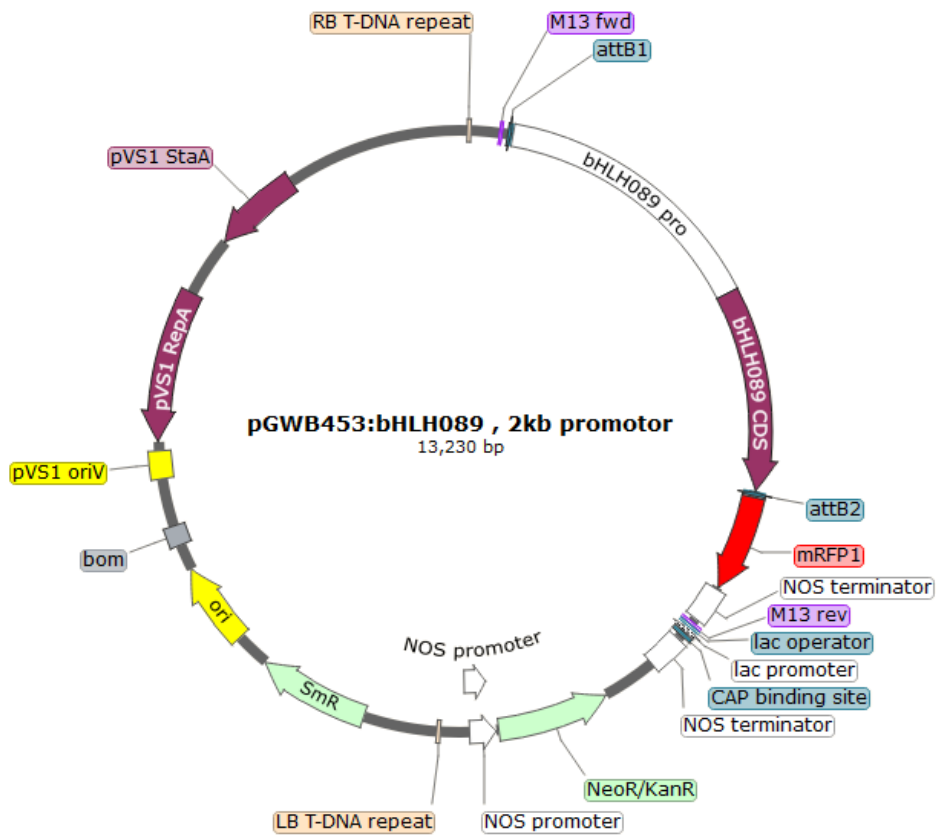 RB T-DNA repeat
M13 fwd
attB1
pVS1 StaA
bHLH089 pro
pVS1 RepA
bHLH089 CDS
pGWB453:bHLH089 , 2kb promotor
13,230 bp
pVS1 oriV
attB2
bom
mRFP1
NOS terminator
ori
M13 rev
lac operator
NOS promoter
lac promoter
SmR
CAP binding site
NOS terminator
NeoR/KanR
LB T-DNA repeat
NOS promoter